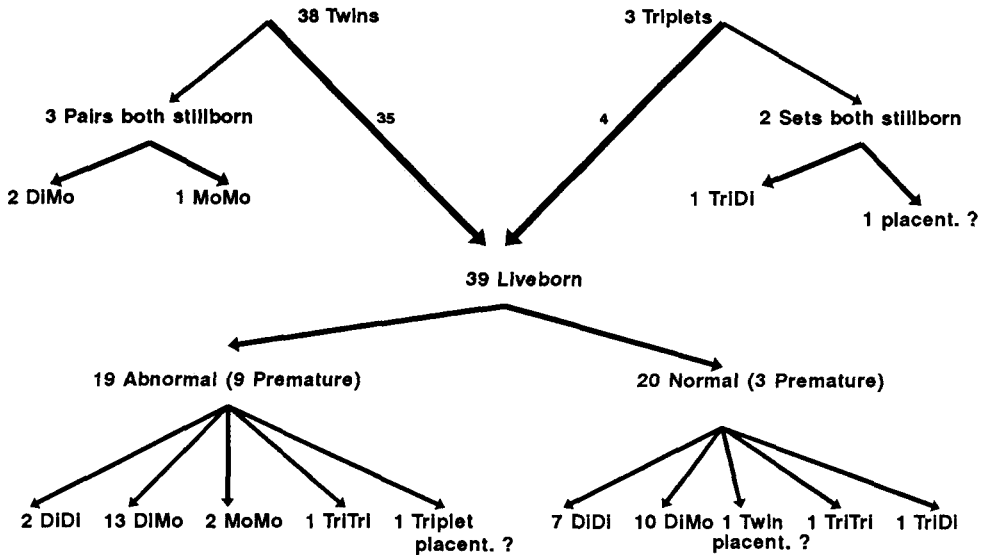 38 Twins
3 Triplets
3 Pairs both stillborn
35
4
2 Sets both stillborn
2 DiMo
1 MoMo
1 TriDi
1 placent. ?
39 Liveborn
19 Abnormal (9 Premature)
20 Normal (3 Premature)
2 DiDi
13 DiMo
2 MoMo
1 TriTri
1 Triplet
placent. ?
7 DiDi
10 DiMo
1 Twin
placent. ?
1 TriTri
1 TriDi